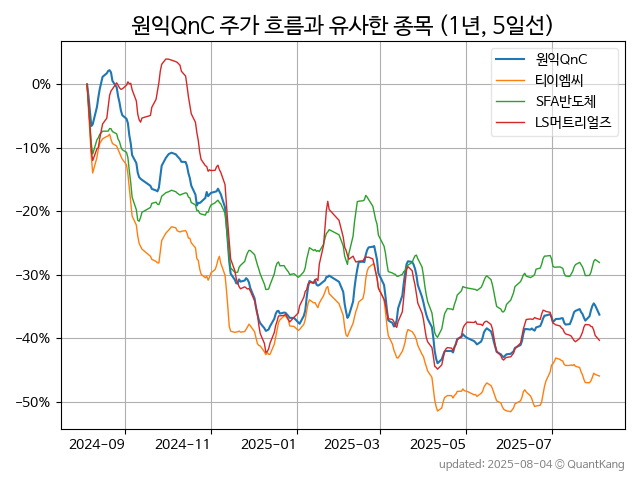 원익QnC 주가 흐름과 유사한 종목 (1년, 5일선)
원익QnC
티이엠씨
SFA반도체
LS머트리얼즈
0%
−10%
−20%
−30%
−40%
−50%
2024−09 2024−11 2025−01 2025−03 2025−05 2025−07
updated: 2025-08-04 © QuantKang